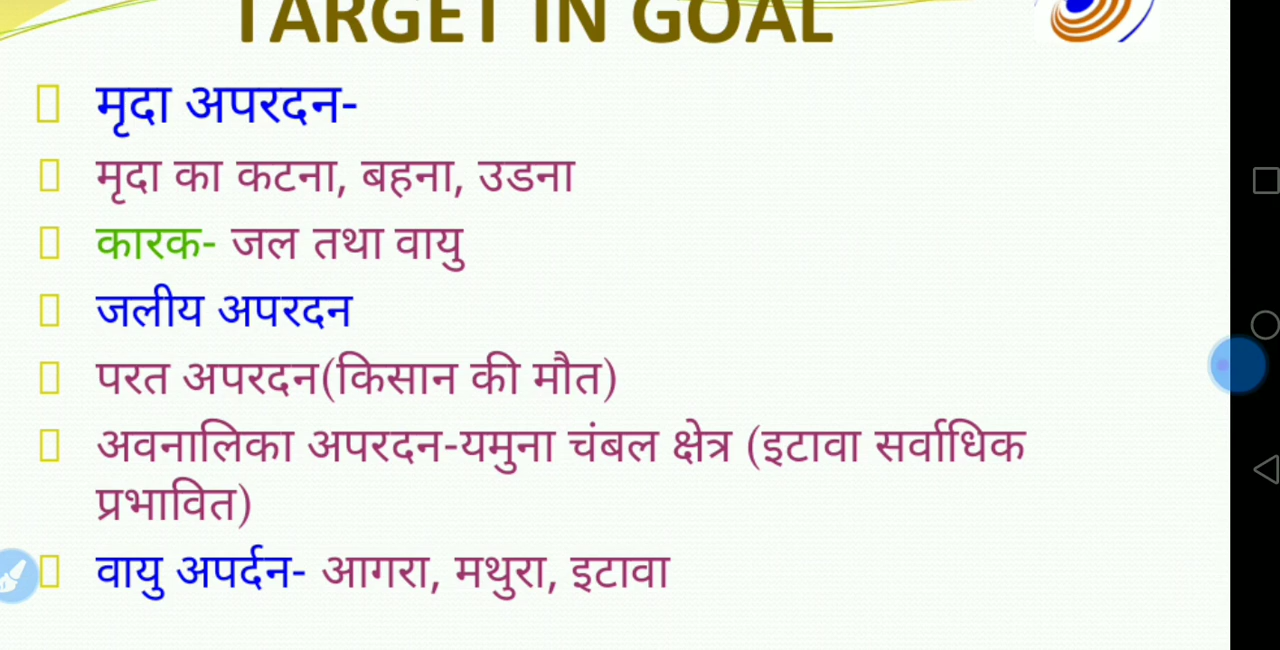 TARGET IN GOAL
मृदा अपरदन-
मृदा का कटना, बहना, उडना
कारक- जल तथा वायु
जलीय अपरदन
परत अपरदन(किसान की मौत)
अवनालिका अपरदन-यमुना चंबल क्षेत्र (इटावा सर्वाधिक
प्रभावित)
वायु अपर्दन- आगरा, मथुरा, इटावा